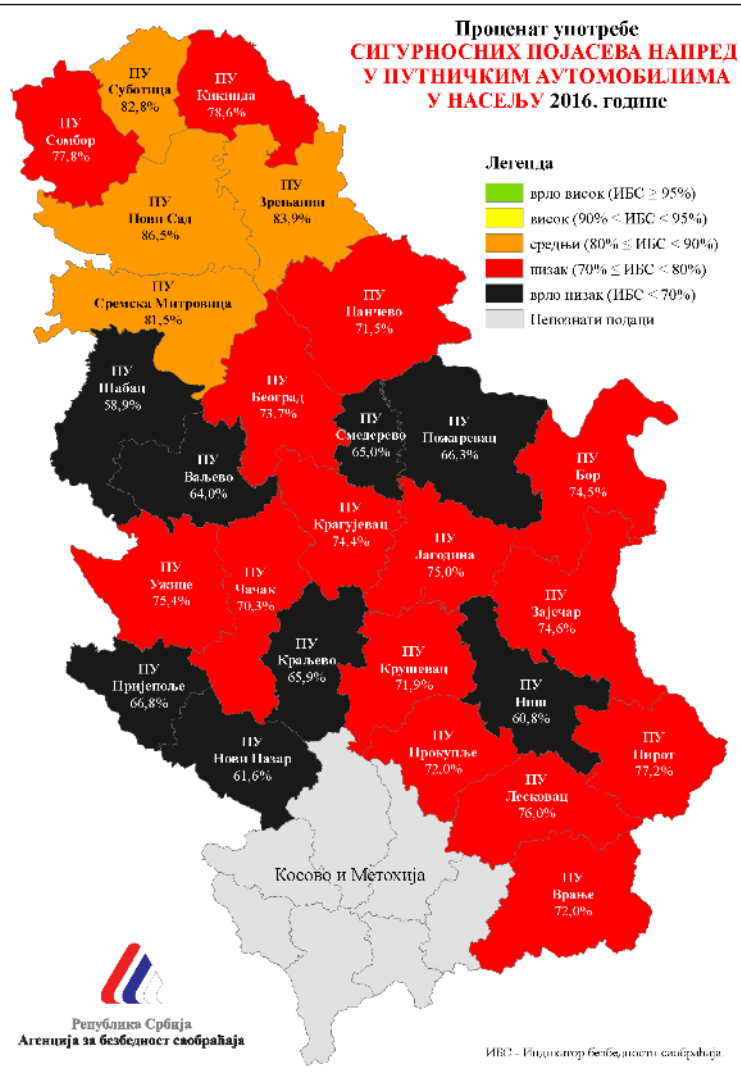 Проценат употребе
СИГУРНОСНИХ ПОЈАСЕВА НАПРЕД
У ПУТНИЧКИМ АУТОМОБИЛИМА
У НАСЕЉУ 2016. године
Легенда
врло висок (ИБС ≥ 95%)
висок (90% ≤ ИБС < 95%)
средњи (80% ≤ ИБС < 90%)
низак (70% ≤ ИБС < 80%)
врло низак (ИБС < 70%)
Непознати подаци
ПУ
Суботица
82,8%
ПУ
Кикинда
78,6%
ПУ
Сомбор
77,8%
ПУ
Нови Сад
86,5%
ПУ
Зрењанин
83,9%
ПУ
Сремска Митровица
81,5%
ПУ
Панчево
71,5%
ПУ
Шабац
58,9%
ПУ
Београд
73,7%
ПУ
Смедерево
65,0%
ПУ
Пожаревац
66,3%
ПУ
Бор
74,5%
ПУ
Ваљево
64,0%
ПУ
Крагујевац
74,4%
ПУ
Јагодина
75,0%
ПУ
Ужице
75,4%
ПУ
Чачак
70,3%
ПУ
Зајечар
74,6%
ПУ
Краљево
65,9%
ПУ
Крушевац
71,9%
ПУ
Пријепоље
66,8%
ПУ
Ниш
60,8%
ПУ
Нови Пазар
61,6%
ПУ
Прокупље
72,0%
ПУ
Пирот
77,2%
ПУ
Лесковац
76,0%
Косово и Метохија
ПУ
Врање
72,0%
Република Србија
Агенција за безбедност саобраћаја
ИБС - Индикатор безбедности саобраћаја.